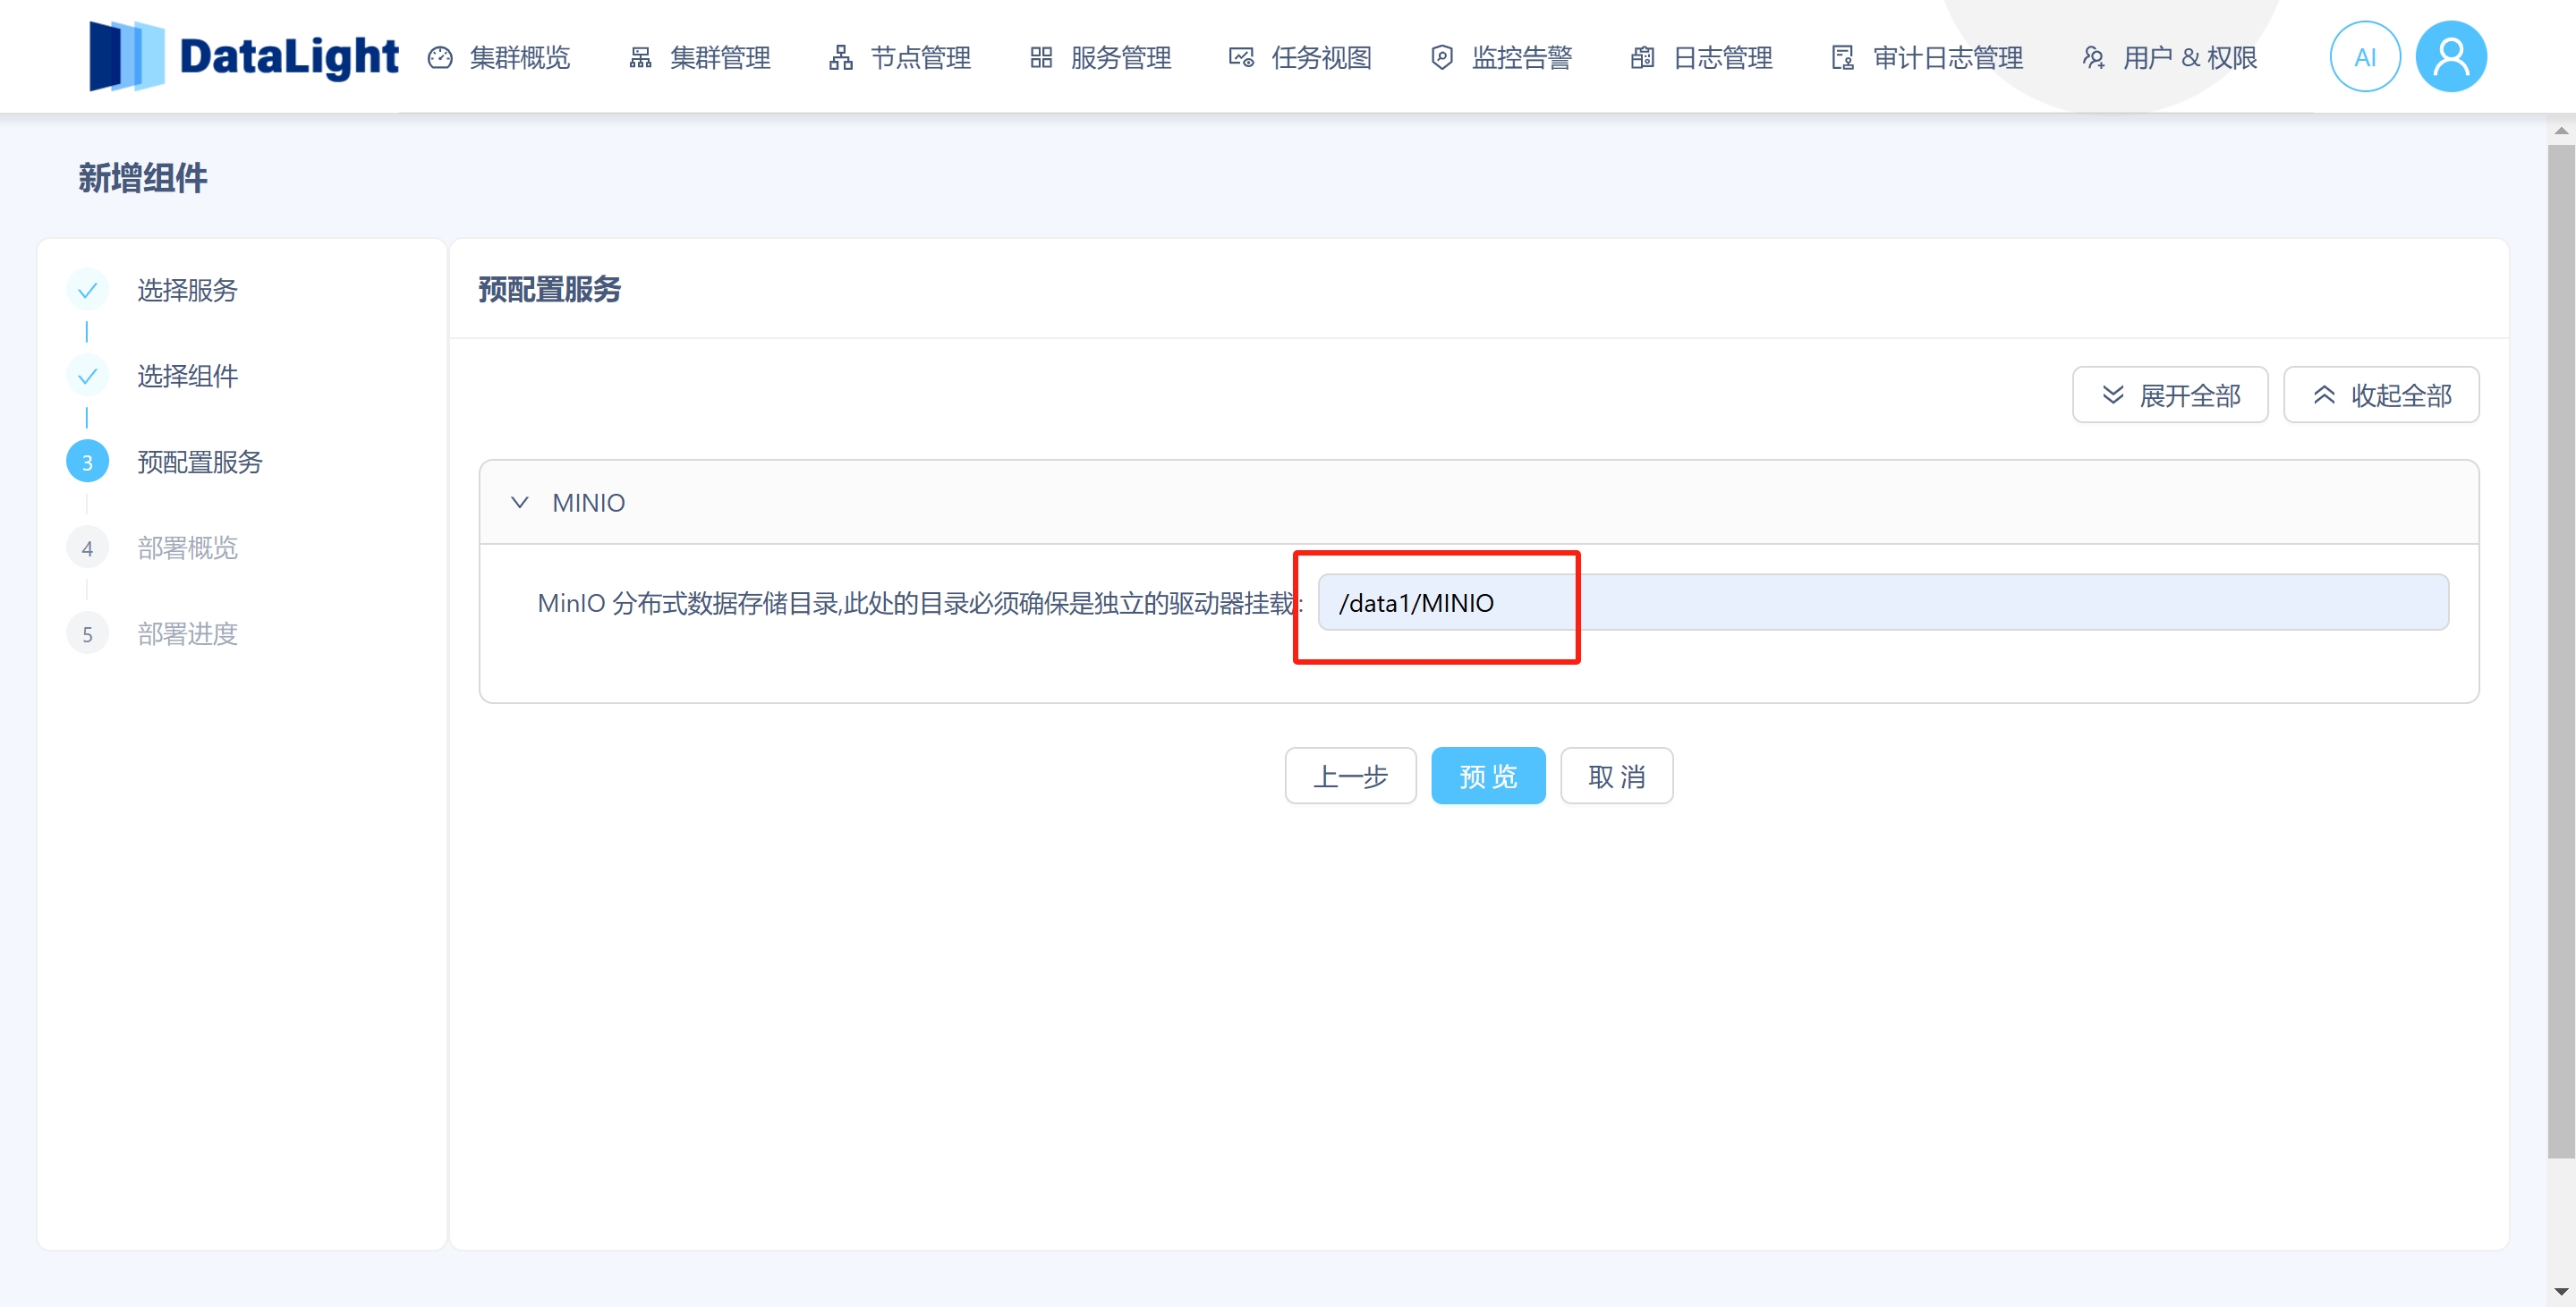 DataLight
集群概览 集群管理 节点管理 服务管理 任务视图 监控告警 日志管理 审计日志管理 用户 & 权限 AI
新增组件
选择服务
选择组件
3 预配置服务
4 部署概览
5 部署进度
预配置服务
展开全部 收起全部
MINIO
MinIO 分布式数据存储目录,此处的目录必须确保是独立的驱动器挂载: /data1/MINIO
上一步 预 览 取 消